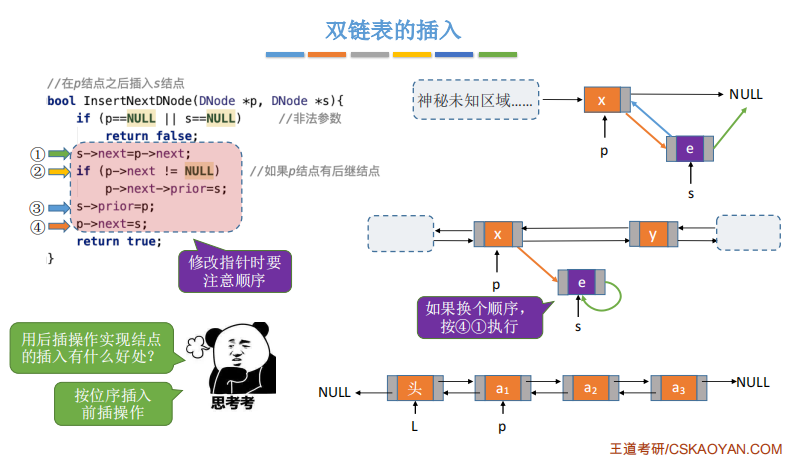 双链表的插入
//在p结点之后插入s结点
bool InsertNextDNode(DNode *p, DNode *s){
if (p==NULL || s==NULL) //非法参数
return false;
① s->next=p->next;
② if (p->next != NULL) //如果p结点有后继结点
p->next->prior=s;
③ s->prior=p;
④ p->next=s;
return true;
}
修改指针时要
注意顺序
用后插操作实现结点
的插入有什么好处?
按位序插入
前插操作
思考考
神秘未知区域……
x
NULL
p
e
s
x
y
p
e
s
如果换个顺序,
按④①执行
NULL
头
a1
a2
a3
NULL
L
p
王道考研/CSKAOYAN.COM